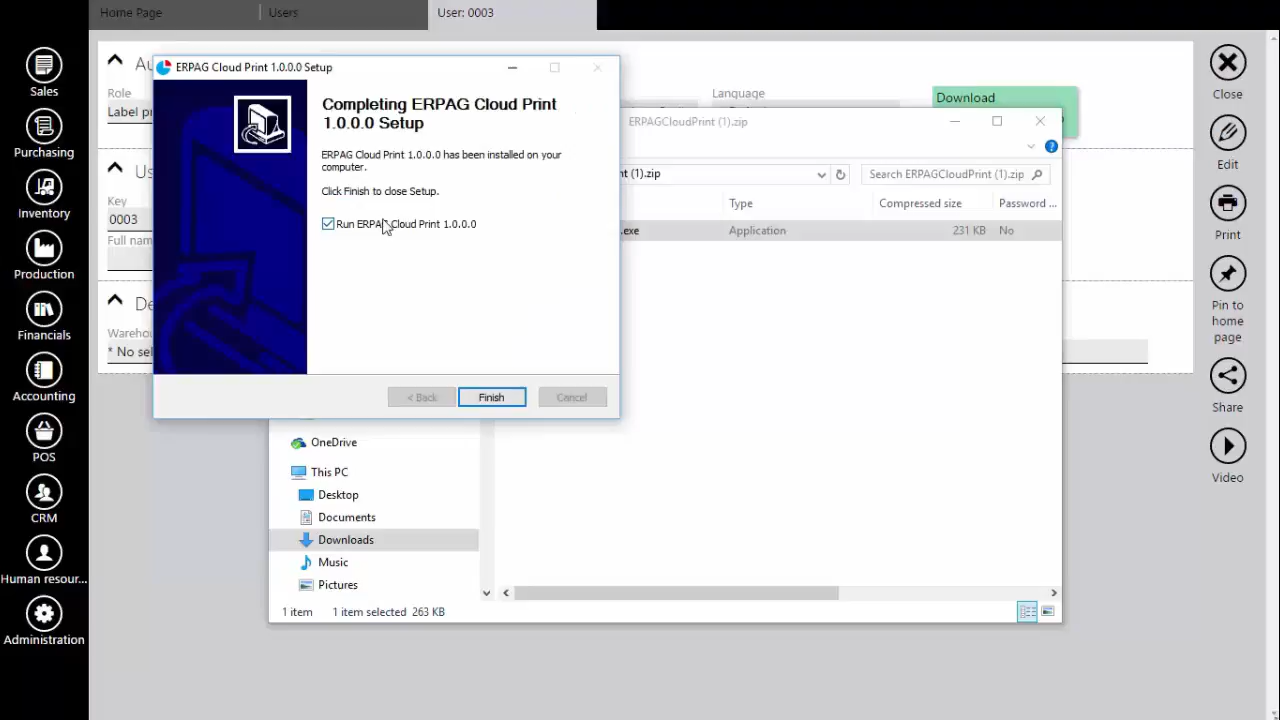 Home Page
Users
User: 0003
Sales
Purchasing
Inventory
Production
Financials
Accounting
POS
CRM
Human resour...
Administration
Role
Label pr
Key
0003
Full nam
Warehou
* No sel
Language
Download
ERPAG Cloud Print 1.0.0.0 Setup
Completing ERPAG Cloud Print
1.0.0.0 Setup
ERPAG Cloud Print 1.0.0.0 has been installed on your
computer.
Click Finish to close Setup.
Run ERPAG Cloud Print 1.0.0.0
< Back
Finish
Cancel
ERPAGCloudPrint (1).zip
nt (1).zip
Search ERPAGCloudPrint (1).zip
Type
Compressed size
Password ...
.exe
Application
231 KB
No
OneDrive
This PC
Desktop
Documents
Downloads
Music
Pictures
1 item
1 item selected 263 KB
Close
Edit
Print
Pin to
home
page
Share
Video